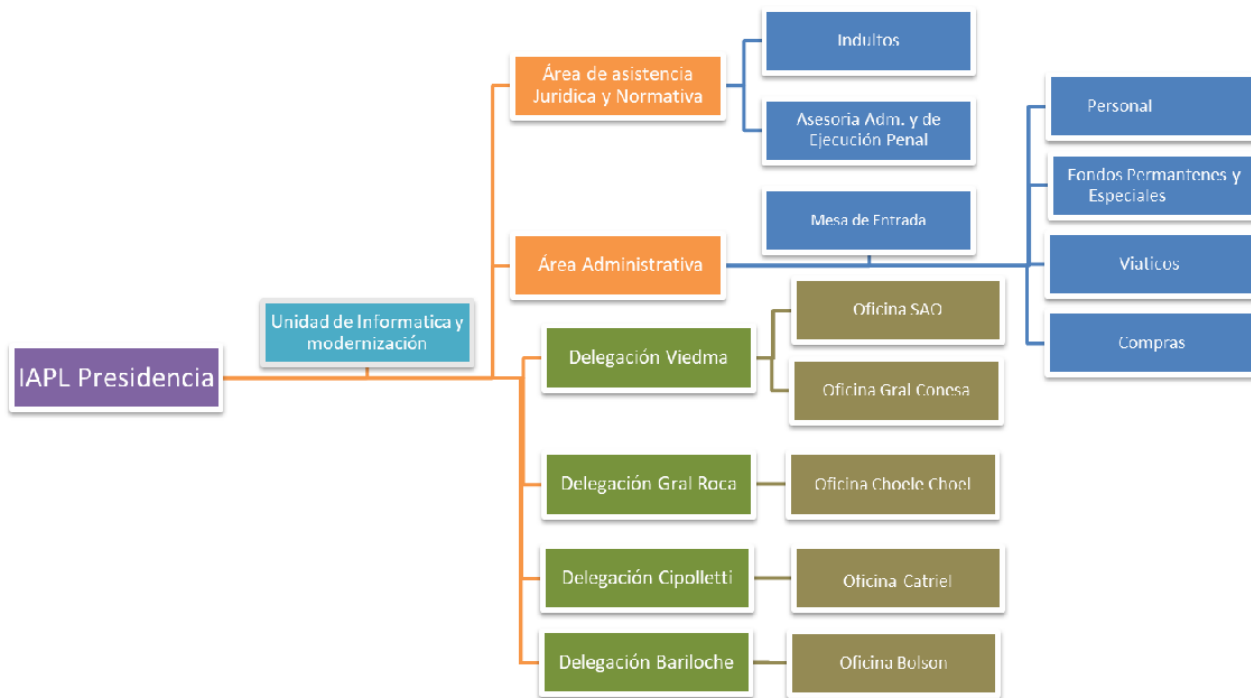 IAPL Presidencia
Unidad de Informatica y
modernización
Área de asistencia
Juridica y Normativa
Indultos
Asesoria Adm. y de
Ejecución Penal
Área Administrativa
Mesa de Entrada
Personal
Fondos Permantenes y
Especiales
Viaticos
Compras
Delegación Viedma
Oficina SAO
Oficina Gral Conesa
Delegación Gral Roca
Oficina Choele Choel
Delegación Cipolletti
Oficina Catriel
Delegación Bariloche
Oficina Bolson